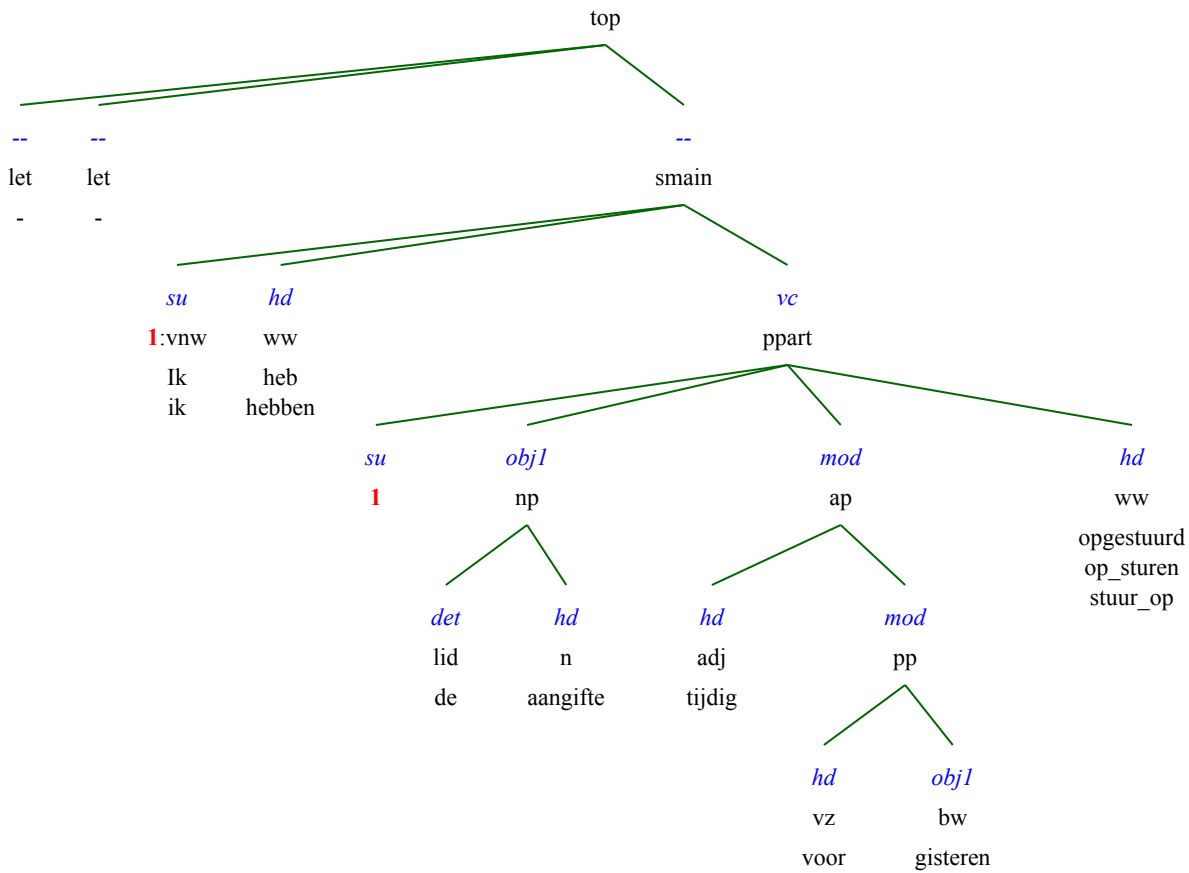 top
-- -- --
let let smain
- -
su hd vc
1:vnw ww ppart
Ik heb
ik hebben
su obj1 mod hd
1 np ap ww
opgestuurd
op_sturen
stuur_op
det hd hd mod
lid n adj pp
de aangifte tijdig
hd obj1
vz bw
voor gisteren